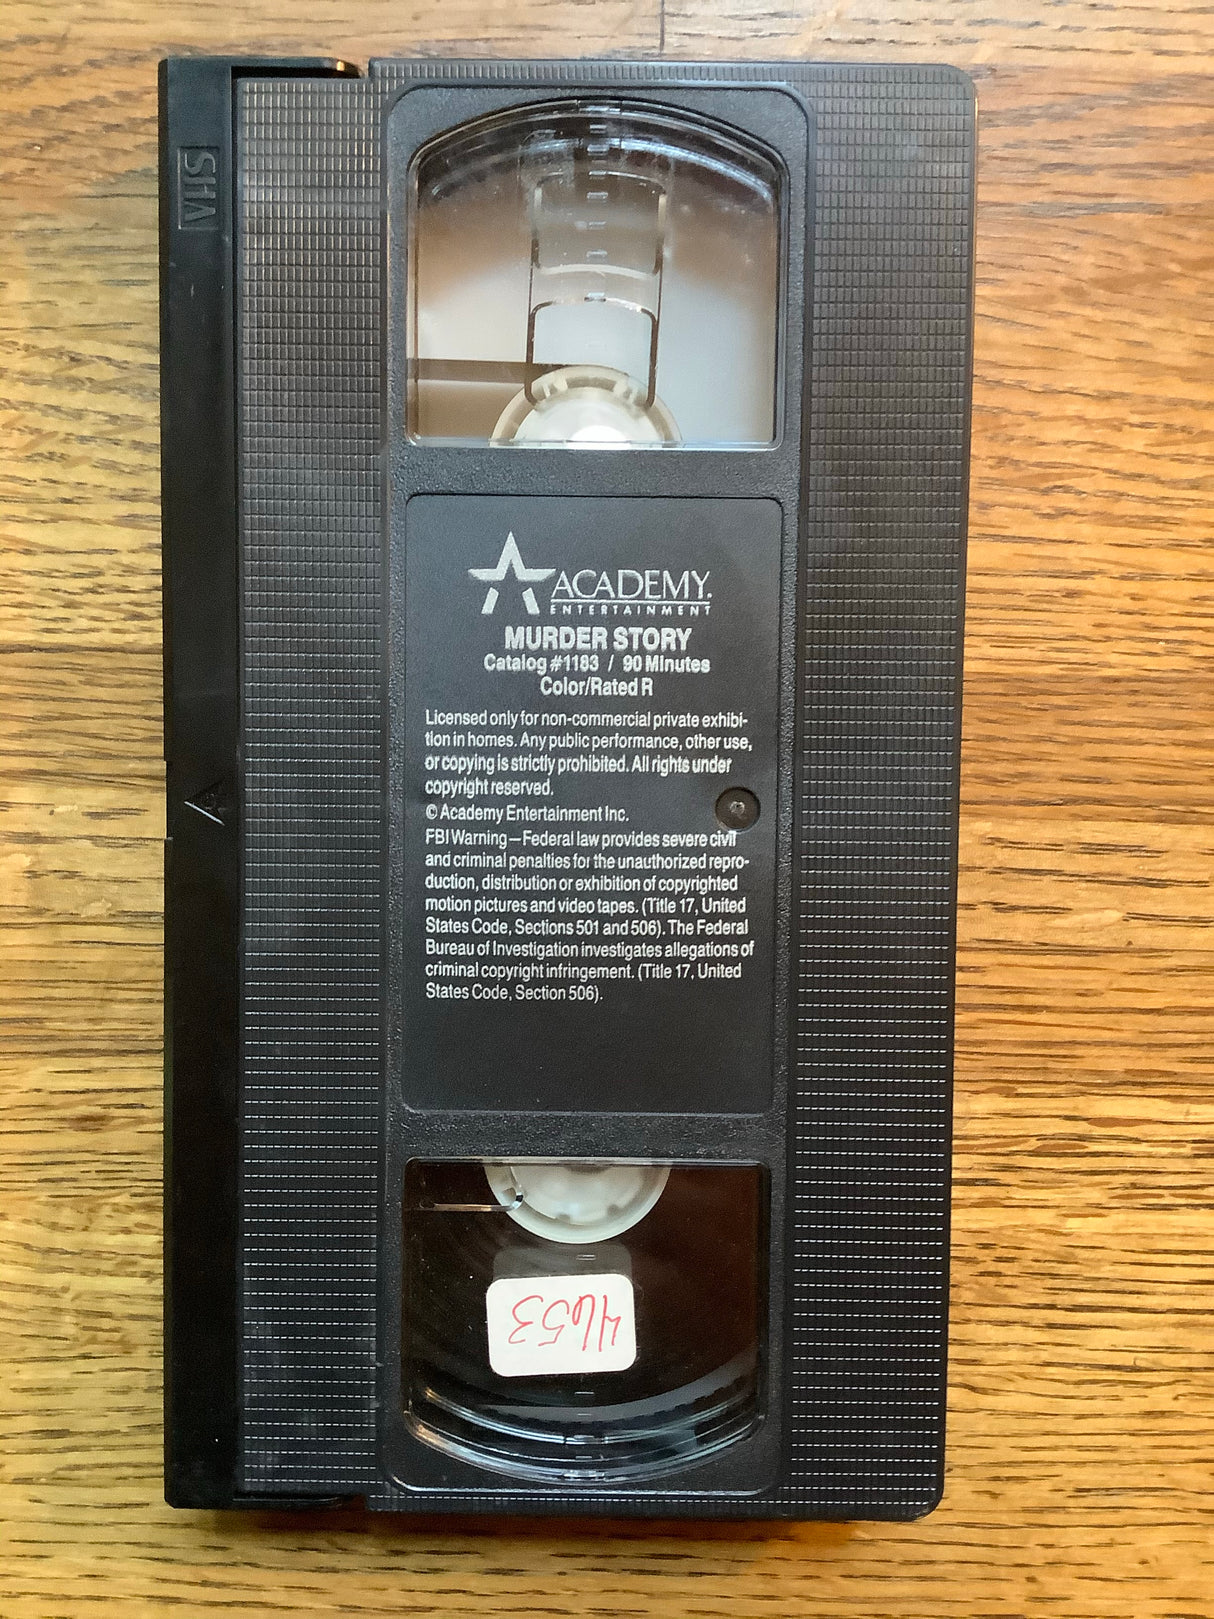 VHS
ACADEMY
ENTERTAINMENT
MURDER STORY
Catalog #1183 / 90 Minutes
Color/Rated R
Licensed only for non-commercial private exhibi-
tion in homes. Any public performance, other use,
or copying is strictly prohibited. All rights under
copyright reserved.
© Academy Entertainment Inc.
FBI Warning—Federal law provides severe civil
and criminal penalties for the unauthorized repro-
duction, distribution or exhibition of copyrighted
motion pictures and video tapes. (Title 17, United
States Code, Sections 501 and 506). The Federal
Bureau of Investigation investigates allegations of
criminal copyright infringement. (Title 17, United
States Code, Section 506).
4653